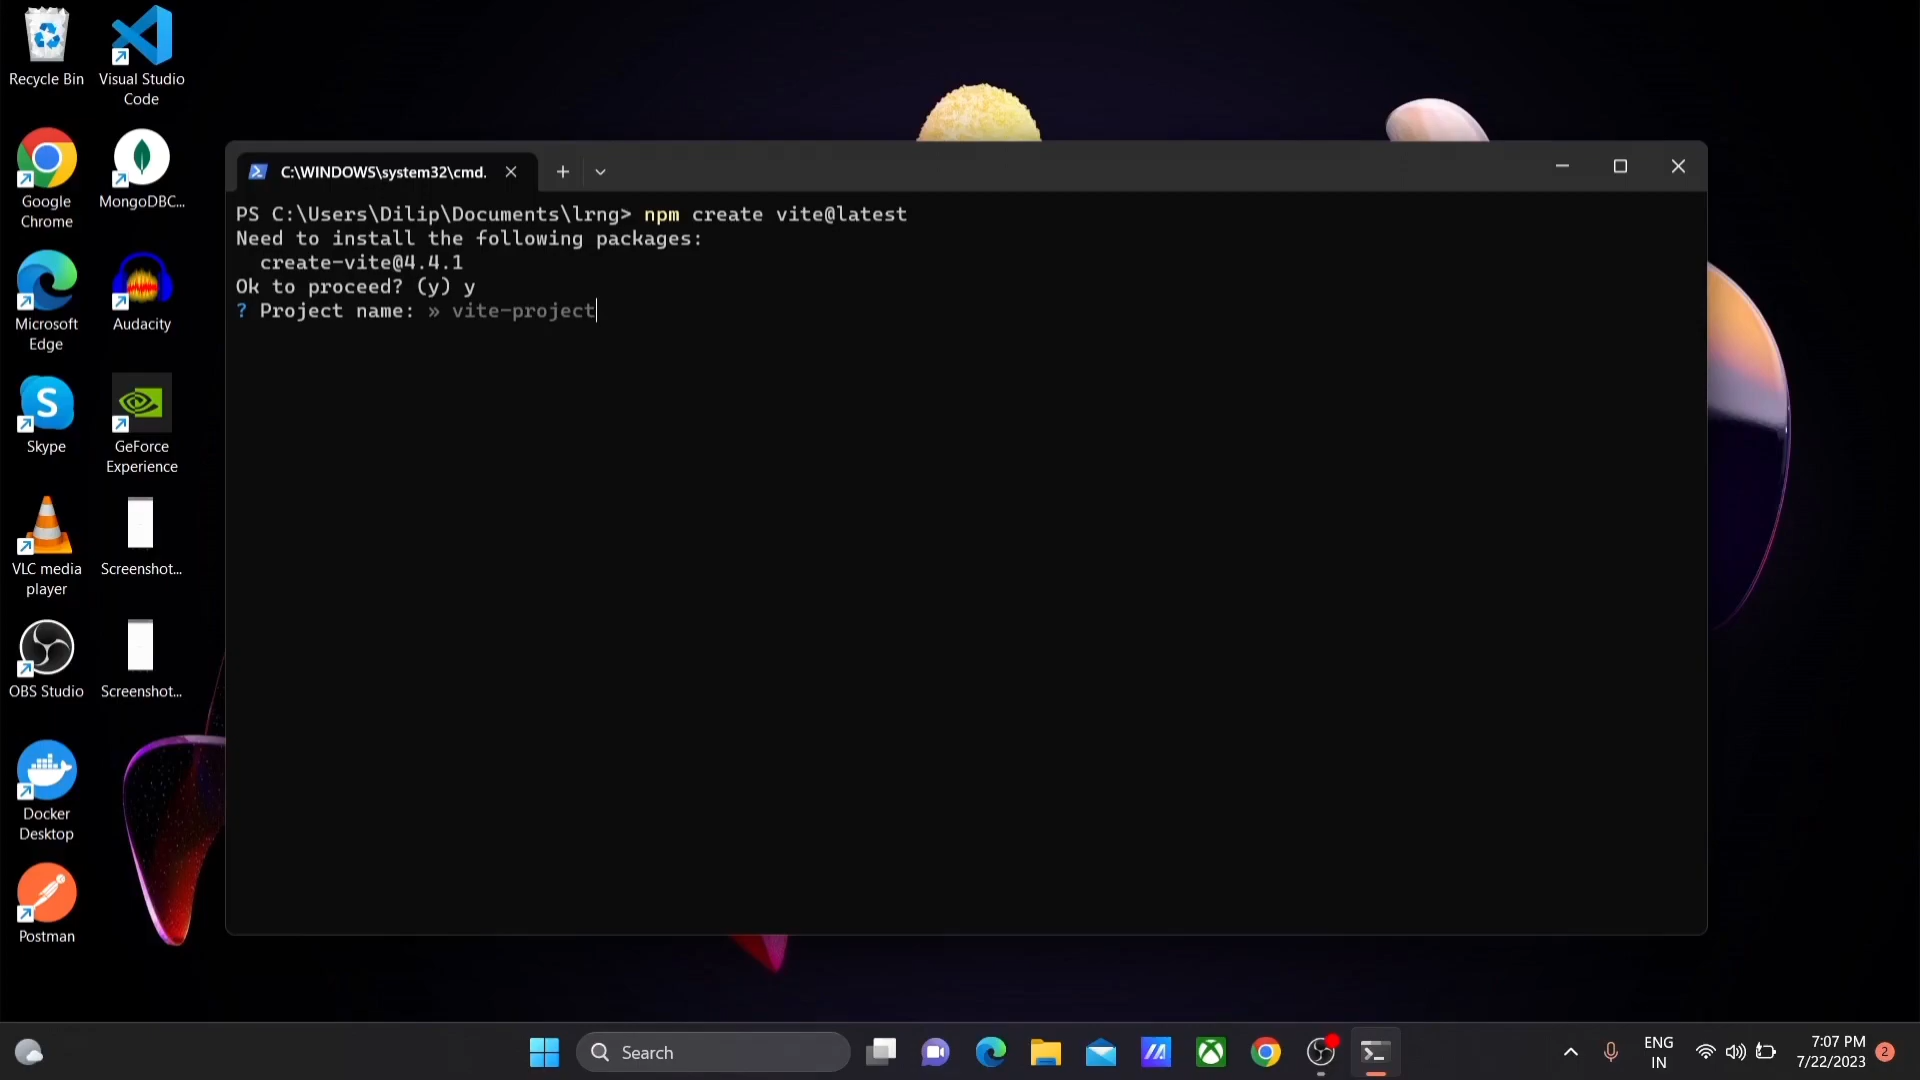 Recycle Bin
Visual Studio
Code
Google
Chrome
MongoDBC...
Microsoft
Edge
Audacity
Skype
GeForce
Experience
VLC media
player
Screenshot...
OBS Studio
Screenshot...
Docker
Desktop
Postman
C:\WINDOWS\system32\cmd.
PS C:\Users\Dilip\Documents\lrng> npm create vite@latest
Need to install the following packages:
create-vite@4.4.1
Ok to proceed? (y) y
? Project name: » vite-project
Search
ENG
IN
7:07 PM
7/22/2023
2